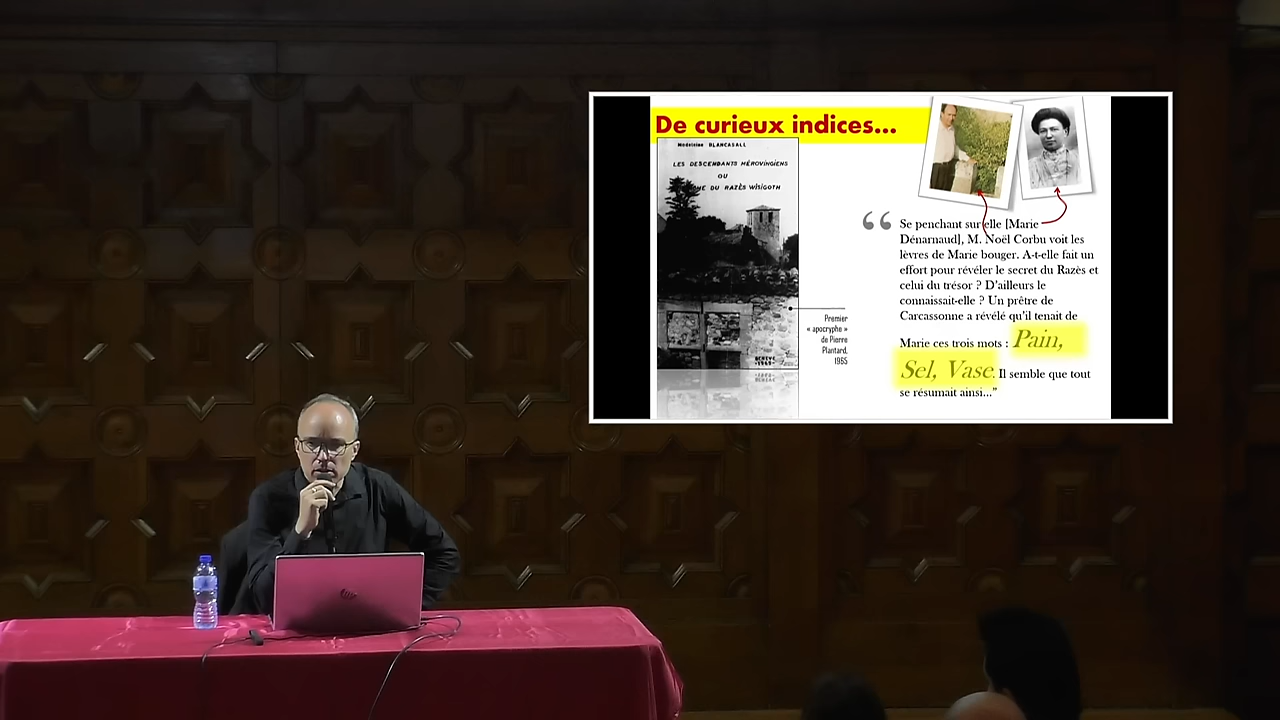 De curieux indices...
Madeleine BLANCASALL
LES DESCENDANTS MÉROVINGIENS
OU
DU RAZÈS WISIGOTH
GENÈVE
-1965-
Premier
« apocryphe »
de Pierre
Plantard,
1965
“ Se penchant sur elle [Marie
Dénarnaud], M. Noël Corbu voit les
lèvres de Marie bouger. A-t-elle fait un
effort pour révéler le secret du Razès et
celui du trésor ? D’ailleurs le
connaissait-elle ? Un prêtre de
Carcassonne a révélé qu’il tenait de
Marie ces trois mots : Pain,
Sel, Vase. Il semble que tout
se résumait ainsi...”